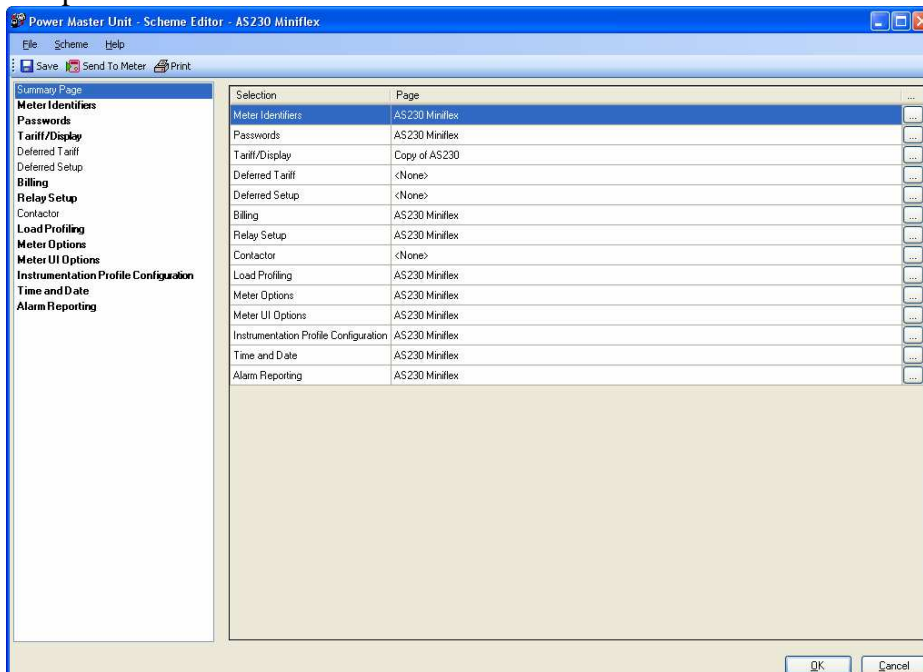 Power Master Unit - Scheme Editor - AS230 Miniflex
File Scheme Help
Save Send To Meter Print
Summary Page
Meter Identifiers
Passwords
Tariff/Display
Deferred Tariff
Deferred Setup
Billing
Relay Setup
Contactor
Load Profiling
Meter Options
Meter UI Options
Instrumentation Profile Configuration
Time and Date
Alarm Reporting
Selection Page ...
Meter Identifiers AS230 Miniflex ...
Passwords AS230 Miniflex ...
Tariff/Display Copy of AS230 ...
Deferred Tariff <None> ...
Deferred Setup <None> ...
Billing AS230 Miniflex ...
Relay Setup AS230 Miniflex ...
Contactor <None> ...
Load Profiling AS230 Miniflex ...
Meter Options AS230 Miniflex ...
Meter UI Options AS230 Miniflex ...
Instrumentation Profile Configuration AS230 Miniflex ...
Time and Date AS230 Miniflex ...
Alarm Reporting AS230 Miniflex ...
OK Cancel